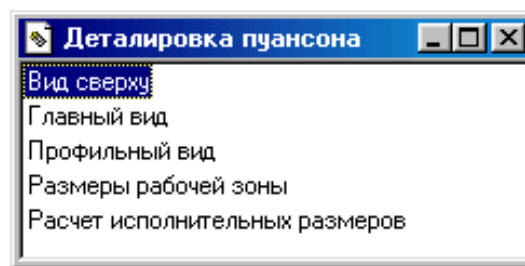 Деталировка пуансона
Вид сверху
Главный вид
Профильный вид
Размеры рабочей зоны
Расчет исполнительных размеров